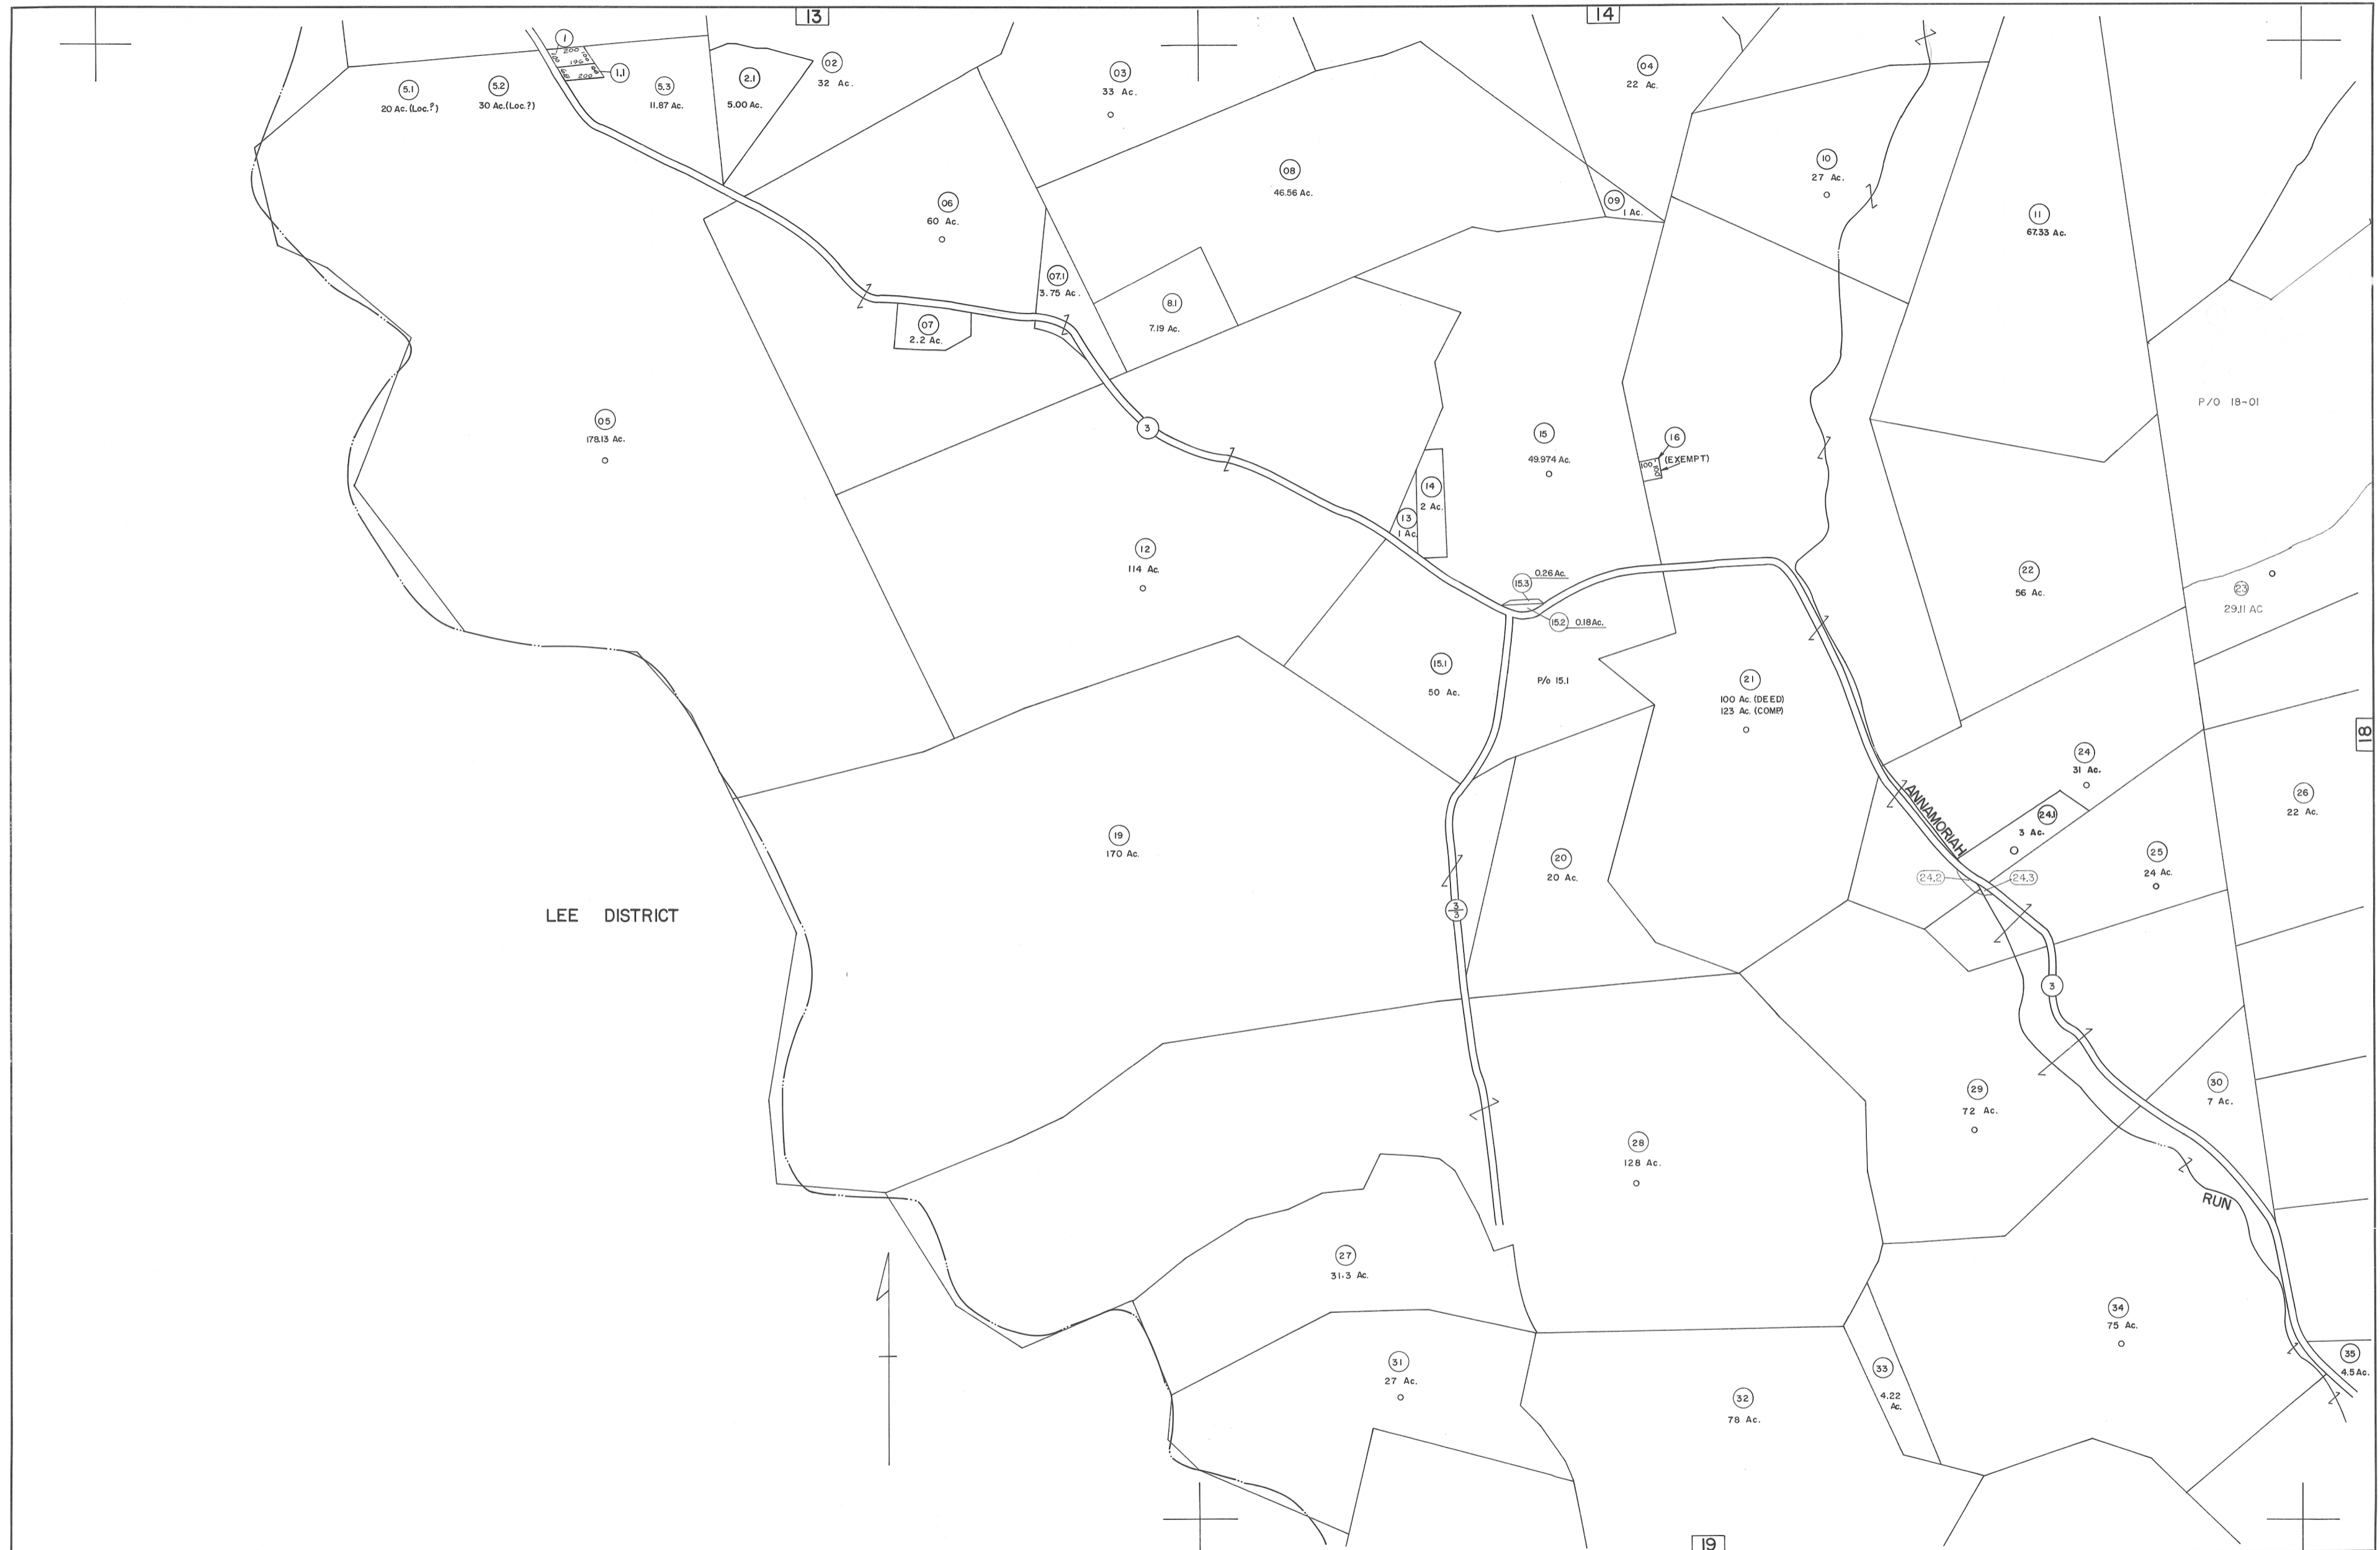 13
14
1
200
100
100
196
1.1
200
5.1
20 Ac.(Loc.?)
5.2
30 Ac.(Loc.?)
5.3
11.87 Ac.
2.1
5.00 Ac.
02
32 Ac.
03
33 Ac.
04
22 Ac.
08
46.56 Ac.
10
27 Ac.
09
1 Ac.
11
67.33 Ac.
06
60 Ac.
07.1
3.75 Ac.
8.1
7.19 Ac.
07
2.2 Ac.
P/O 18-01
05
178.13 Ac.
3
15
49.974 Ac.
16
(EXEMPT)
100
100
14
2 Ac.
13
1 Ac.
12
114 Ac.
15.3
0.26 Ac.
15.2
0.18 Ac.
22
56 Ac.
23
29.11 AC
15.1
50 Ac.
P/o 15.1
21
100 Ac. (DEED)
123 Ac. (COMP)
18
24
31 Ac.
26
22 Ac.
24.1
3 Ac.
ANNAMORIAH
19
170 Ac.
20
20 Ac.
25
24 Ac.
24.2
24.3
LEE DISTRICT
3
3
3
29
72 Ac.
30
7 Ac.
28
128 Ac.
RUN
27
31.3 Ac.
34
75 Ac.
31
27 Ac.
33
4.22
Ac.
35
4.5 Ac.
32
78 Ac.
19